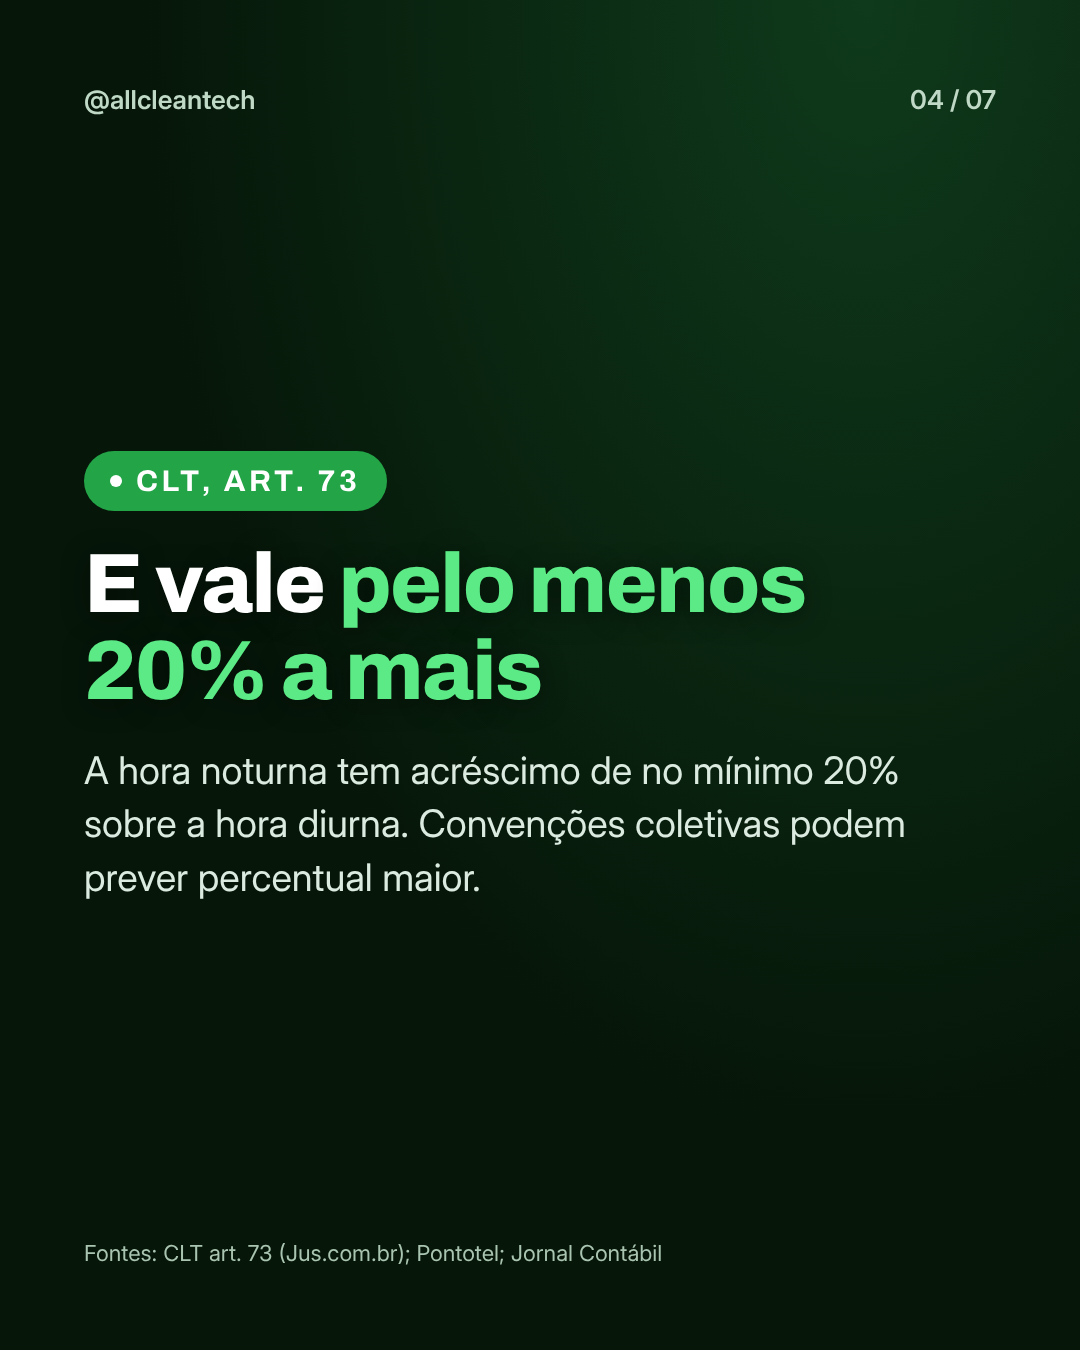 @allcleantech
04 / 07
CLT, ART. 73
E vale pelo menos
20% a mais
A hora noturna tem acréscimo de no mínimo 20%
sobre a hora diurna. Convenções coletivas podem
prever percentual maior.
Fontes: CLT art. 73 (Jus.com.br); Pontotel; Jornal Contábil